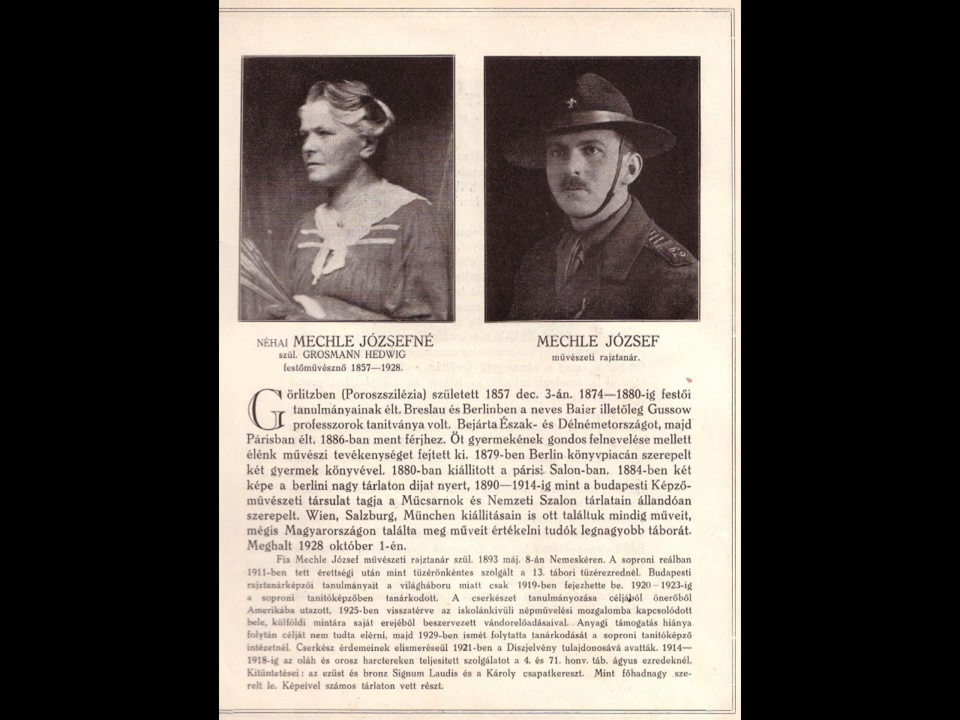 NÉHAI MECHLE JÓZSEFNÉ
szül. GROSMANN HEDWIG
festőművésznő 1857—1928.
MECHLE JÓZSEF
művészeti rajztanár.
Görlitzben (Poroszszilézia) született 1857 dec. 3-án. 1874—1880-ig festői
tanulmányainak élt. Breslau és Berlinben a neves Baier illetőleg Gussow
professzorok tanitványa volt. Bejárta Észak- és Délnémetországot, majd
Párisban élt. 1886-ban ment férjhez. Öt gyermekének gondos felnevelése mellett
élénk művészi tevékenységet fejtett ki. 1879-ben Berlin könyvpiacán szerepelt
két gyermek könyvével. 1880-ban kiállitott a párisi Salon-ban. 1884-ben két
képe a berlini nagy tárlaton dijat nyert, 1890—1914-ig mint a budapesti Képző-
művészeti társulat tagja a Műcsarnok és Nemzeti Szalon tárlatain állandóan
szerepelt. Wien, Salzburg, München kiállitásain is ott találtuk mindig műveit,
mégis Magyarországon találta meg műveit értékelni tudók legnagyobb táborát.
Meghalt 1928 október 1-én.
Fia Mechle József művészeti rajztanár szül. 1893 máj. 8-án Nemeskéren. A soproni reálban
1911-ben tett érettségi után mint tüzérönkéntes szolgált a 13. tábori tüzérezrednél. Budapesti
rajztanárképzői tanulmányait a világháboru miatt csak 1919-ben fejezhette be. 1920—1923-ig
a soproni tanitóképzőben tanárkodott. A cserkészet tanulmányozása céljából önerőből
Amerikába utazott, 1925-ben visszatérve az iskolánkivüli népművelési mozgalomba kapcsolódott
bele, külföldi mintára saját erejéből beszervezett vándorelőadásaival. Anyagi támogatás hiánya
folytán célját nem tudta elérni, majd 1929-ben ismét folytatta tanárkodását a soproni tanitóképző
intézetnél. Cserkész érdemeinek elismeréseül 1921-ben a Diszjelvény tulajdonosává avatták. 1914—
1918-ig az oláh és orosz harctereken teljesitett szolgálatot a 4. és 71. honv. táb. ágyus ezredeknél.
Kitüntetései: az ezüst és bronz Signum Laudis és a Károly csapatkereszt. Mint főhadnagy sze-
relt le. Képeivel számos tárlaton vett részt.